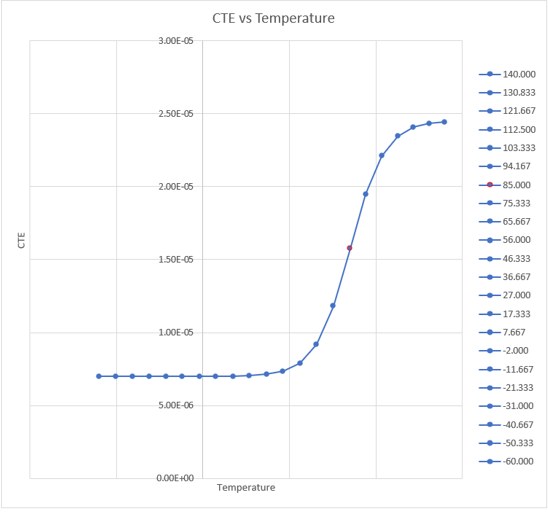 CTE vs Temperature
3.00E-05
2.50E-05
2.00E-05
1.50E-05
1.00E-05
5.00E-06
0.00E+00
CTE
Temperature
140.000
130.833
121.667
112.500
103.333
94.167
85.000
75.333
65.667
56.000
46.333
36.667
27.000
17.333
7.667
-2.000
-11.667
-21.333
-31.000
-40.667
-50.333
-60.000